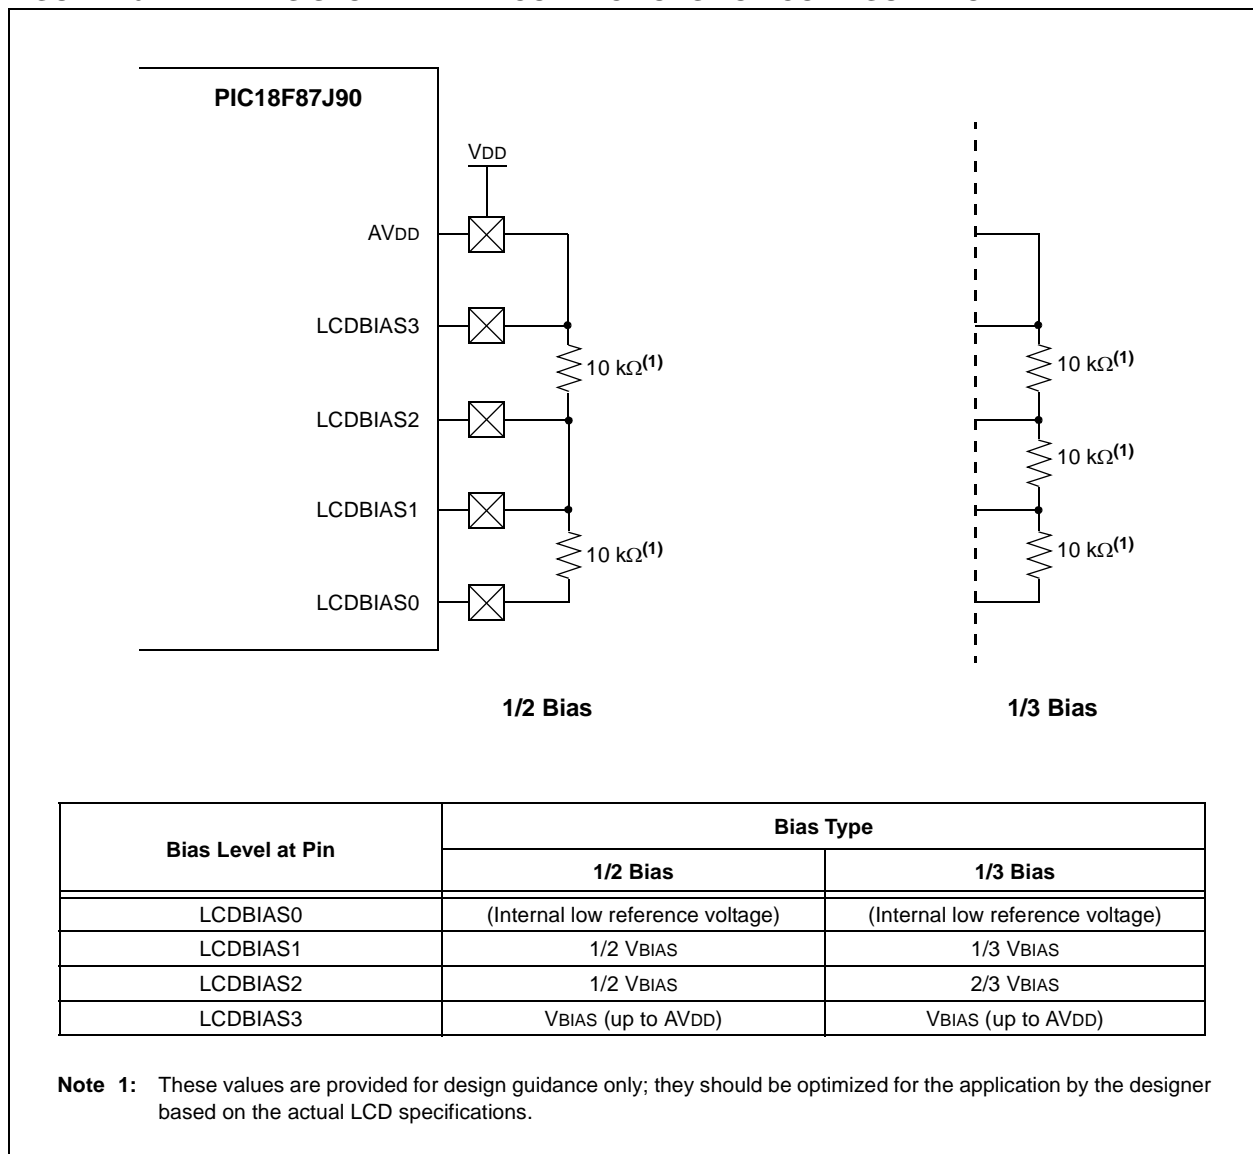 PIC18F87J90
VDD
AVDD
LCDBIAS3
10 kΩ(1)
10 kΩ(1)
LCDBIAS2
10 kΩ(1)
LCDBIAS1
10 kΩ(1)
10 kΩ(1)
LCDBIAS0
1/2 Bias
1/3 Bias
Bias Level at Pin
Bias Type
1/2 Bias
1/3 Bias
LCDBIAS0 (Internal low reference voltage) (Internal low reference voltage)
LCDBIAS1 1/2 VBIAS 1/3 VBIAS
LCDBIAS2 1/2 VBIAS 2/3 VBIAS
LCDBIAS3 VBIAS (up to AVDD) VBIAS (up to AVDD)
Note 1: These values are provided for design guidance only; they should be optimized for the application by the designer
based on the actual LCD specifications.